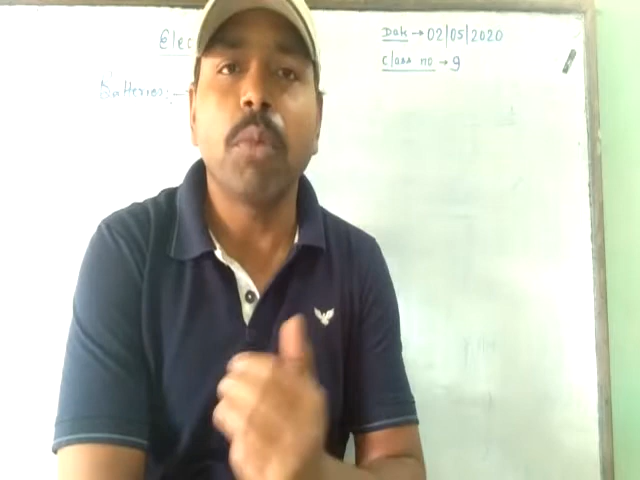 Elec
Date → 02/05/2020
Class no → 9
Batteries:-